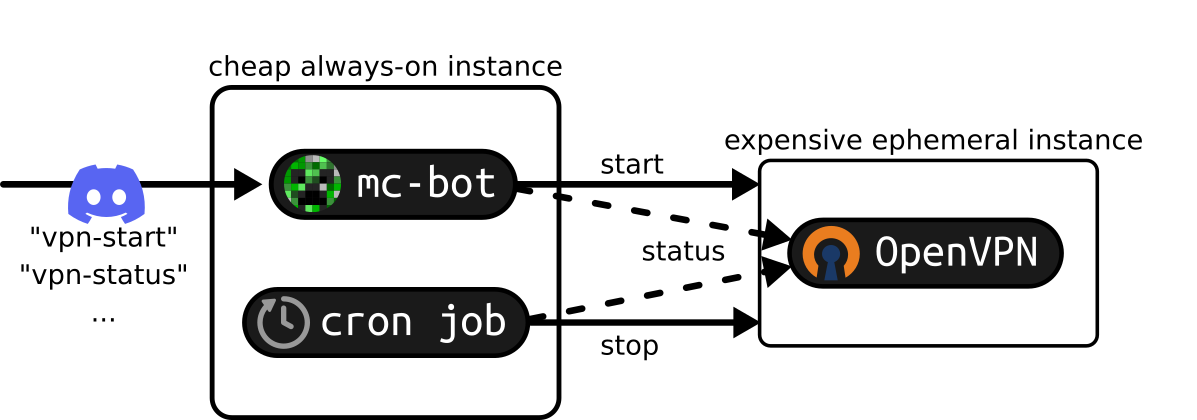 cheap always-on instance
expensive ephemeral instance
mc-bot
start
"vpn-start"
"vpn-status"
...
status
OpenVPN
cron job
stop